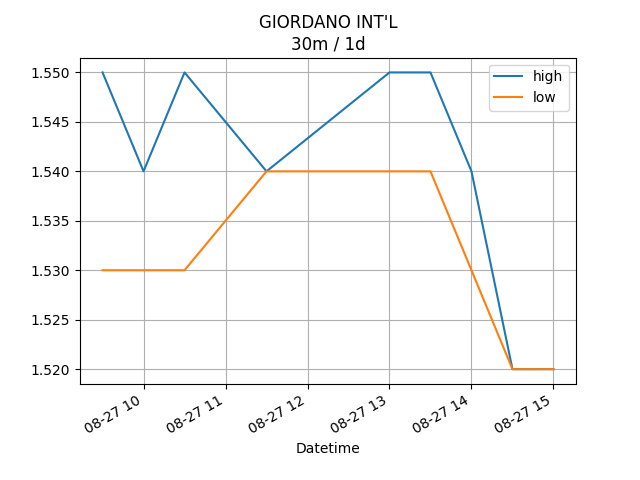 GIORDANO INT'L
30m / 1d
high
low
1.550
1.545
1.540
1.535
1.530
1.525
1.520
08-27 10
08-27 11
08-27 12
08-27 13
08-27 14
08-27 15
Datetime